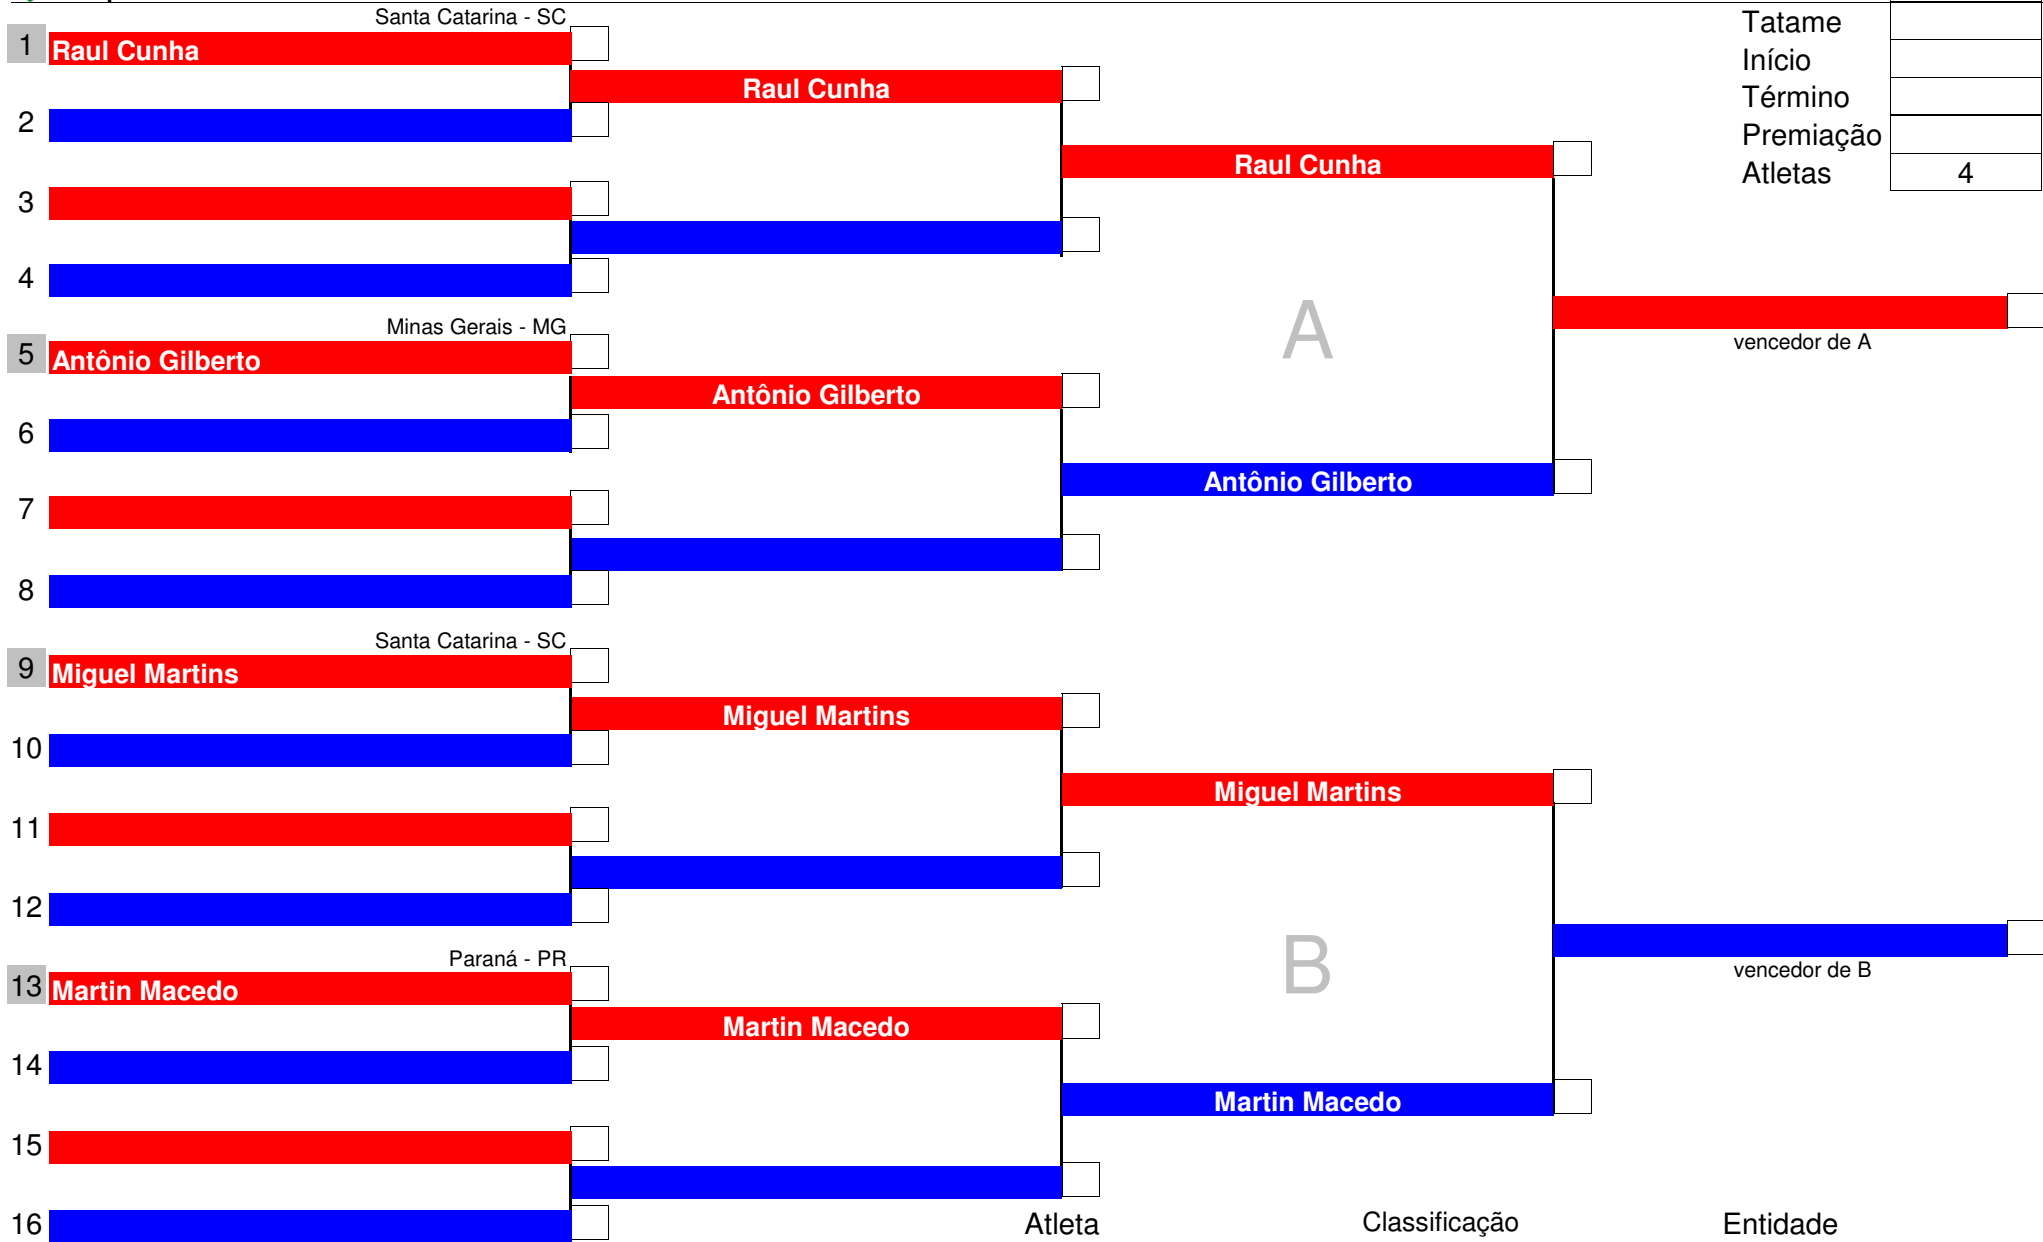 Santa Catarina - SC
1 Raul Cunha
Raul Cunha
2
Raul Cunha
3
4
Minas Gerais - MG
5 Antônio Gilberto
Antônio Gilberto
6
Antônio Gilberto
7
8
A
vencedor de A
Tatame
Início
Término
Premiação
Atletas 4
Santa Catarina - SC
9 Miguel Martins
Miguel Martins
10
Miguel Martins
11
12
Paraná - PR
13 Martin Macedo
Martin Macedo
14
Martin Macedo
15
16
B
vencedor de B
Atleta Classificação Entidade